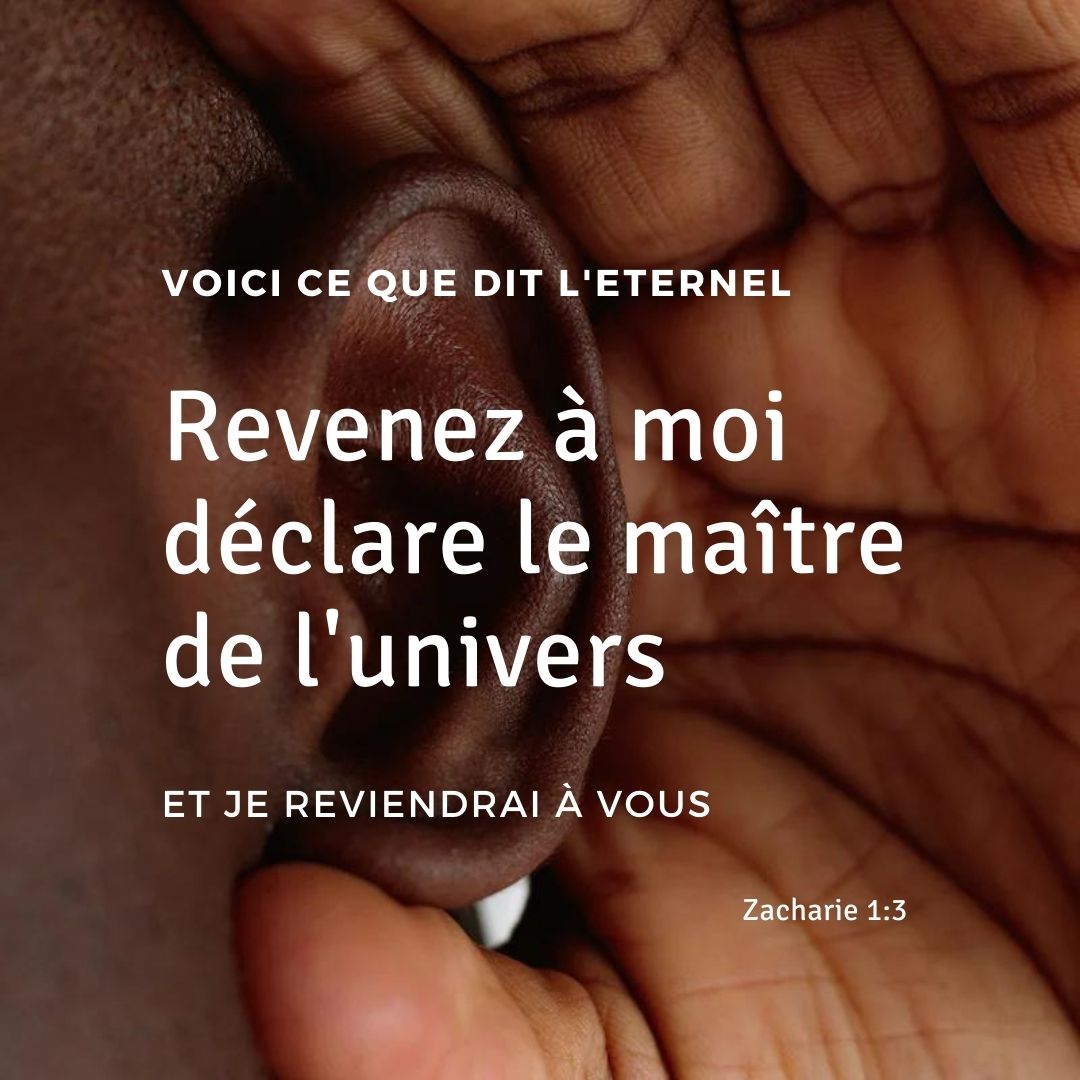 VOICI CE QUE DIT L'ETERNEL
Revenez à moi
déclare le maître
de l'univers
ET JE REVIENDRAI À VOUS
Zacharie 1:3